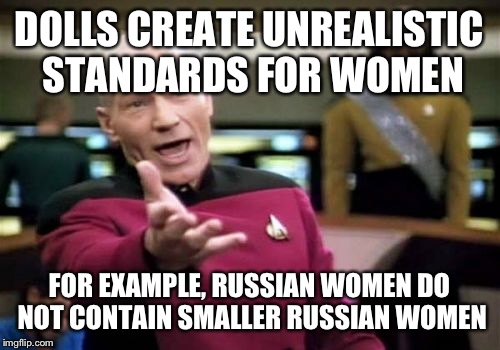 DOLLS CREATE UNREALISTIC
STANDARDS FOR WOMEN
FOR EXAMPLE, RUSSIAN WOMEN DO
NOT CONTAIN SMALLER RUSSIAN WOMEN
imgflip.com